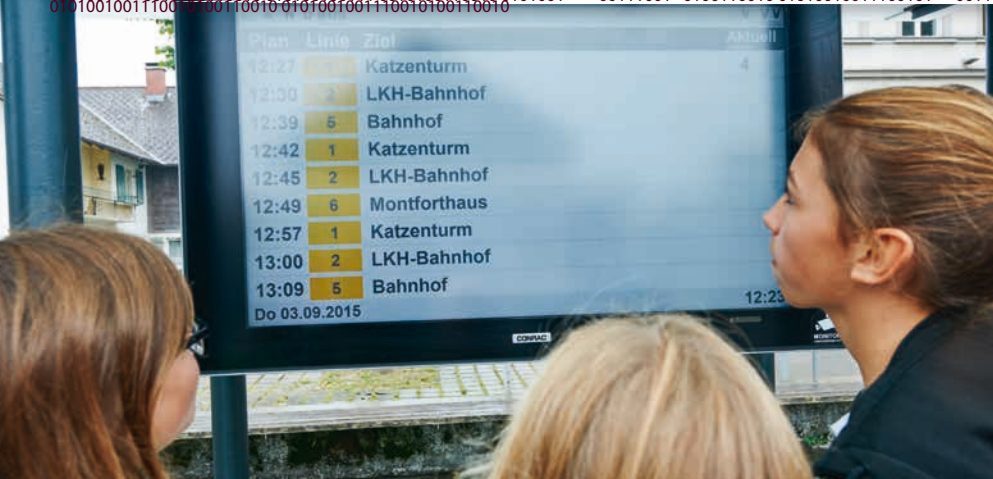 Plan Linie Ziel Aktuell
12:27 Katzenturm 4
12:30 2 LKH-Bahnhof
12:39 5 Bahnhof
12:42 1 Katzenturm
12:45 2 LKH-Bahnhof
12:49 6 Montforthaus
12:57 1 Katzenturm
13:00 2 LKH-Bahnhof
13:09 5 Bahnhof
Do 03.09.2015 12:23
CONRAC